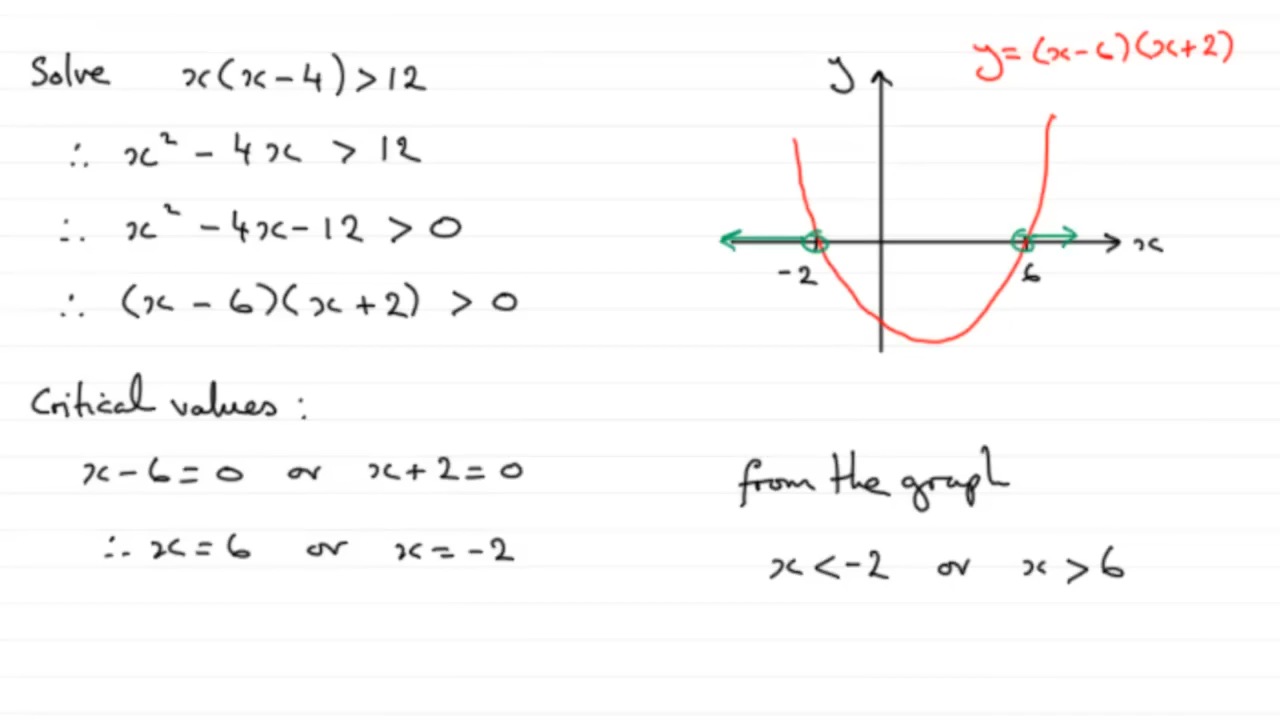 Solve x(x-4)>12
∴ x² - 4x > 12
∴ x² - 4x - 12 > 0
∴ (x - 6)(x + 2) > 0
Critical values:
x - 6 = 0 or x + 2 = 0
∴ x = 6 or x = -2
y = (x-6)(x+2)
y
x
-2
6
from the graph
x < -2 or x > 6